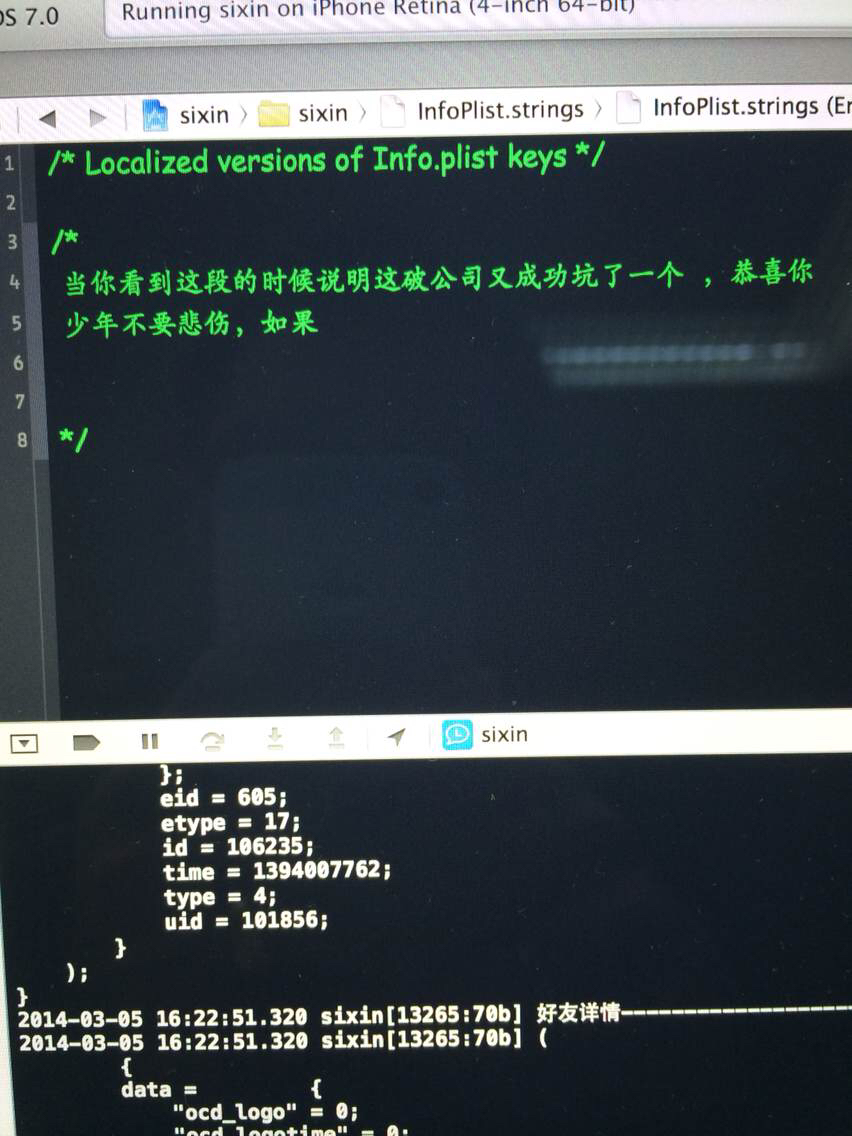 OS 7.0
Running sixin on iPhone Retina (4-inch 64-bit)
sixin 〉 sixin 〉 InfoPlist.strings 〉 InfoPlist.strings (En
1 /* Localized versions of Info.plist keys */
2
3 /*
4 当你看到这段的时候说明这破公司又成功坑了一个 ，恭喜你
5 少年不要悲伤，如果
6
7
8 */
sixin
};
eid = 605;
etype = 17;
id = 106235;
time = 1394007762;
type = 4;
uid = 101856;
}
);
}
2014-03-05 16:22:51.320 sixin[13265:70b] 好友详情-------------------
2014-03-05 16:22:51.320 sixin[13265:70b] (
{
data = {
"ocd_logo" = 0;
"ocd_logotime" = 0;